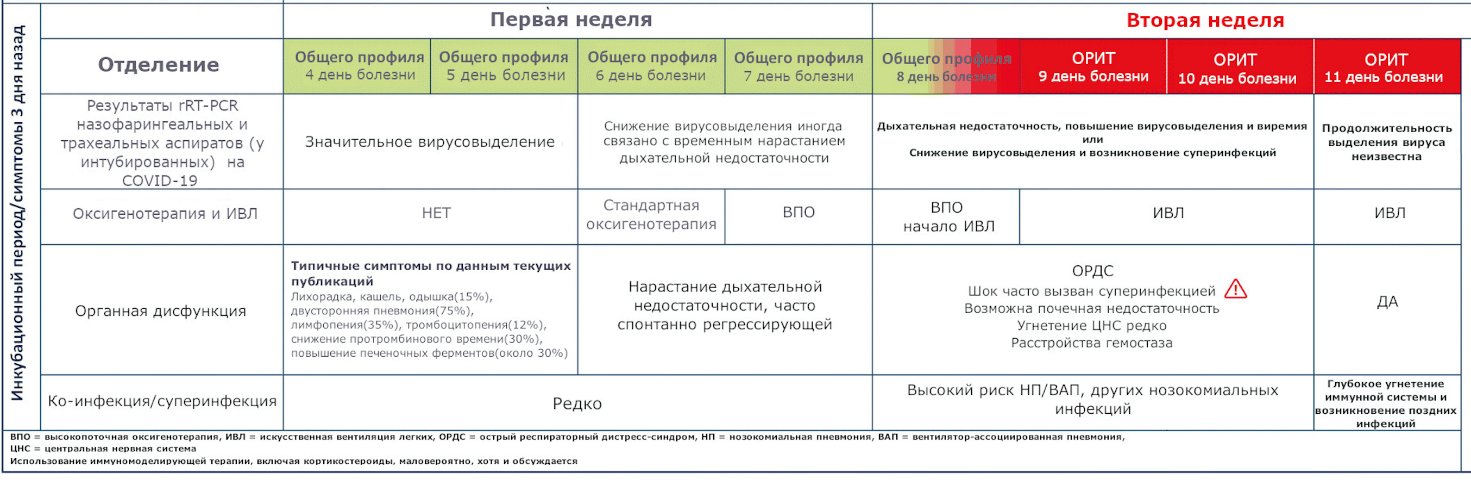 Инкубационный период/симптомы 3 дня назад
Первая неделя
Вторая неделя
Отделение
Общего профиля
4 день болезни
Общего профиля
5 день болезни
Общего профиля
6 день болезни
Общего профиля
7 день болезни
Общего профиля
8 день болезни
ОРИТ
9 день болезни
ОРИТ
10 день болезни
ОРИТ
11 день болезни
Результаты rRT-PCR
назофарингеальных и
трахеальных аспиратов (у
интубированных) на
COVID-19
Значительное вирусовыделение
Снижение вирусовыделения иногда
связано с временным нарастанием
дыхательной недостаточности
Дыхательная недостаточность, повышение вирусовыделения и виремия
или
Снижение вирусовыделения и возникновение суперинфекций
Продолжительность
выделения вируса
неизвестна
Оксигенотерапия и ИВЛ
НЕТ
Стандартная
оксигенотерапия
ВПО
ВПО
начало ИВЛ
ИВЛ
ИВЛ
Органная дисфункция
Типичные симптомы по данным текущих
публикаций
Лихорадка, кашель, одышка(15%),
двусторонняя пневмония(75%),
лимфопения(35%), тромбоцитопения(12%),
снижение протромбинового времени(30%),
повышение печеночных ферментов(около 30%)
Нарастание дыхательной
недостаточности, часто
спонтанно регрессирующей
ОРДС
Шок часто вызван суперинфекцией
Возможна почечная недостаточность
Угнетение ЦНС редко
Расстройства гемостаза
ДА
Ко-инфекция/суперинфекция
Редко
Высокий риск НП/ВАП, других нозокомиальных
инфекций
Глубокое угнетение
иммунной системы и
возникновение поздних
инфекций
ВПО = высокопоточная оксигенотерапия, ИВЛ = искусственная вентиляция легких, ОРДС = острый респираторный дистресс-синдром, НП = нозокомиальная пневмония, ВАП = вентилятор-ассоциированная пневмония,
ЦНС = центральная нервная система
Использование иммуномоделирующей терапии, включая кортикостероиды, маловероятно, хотя и обсуждается